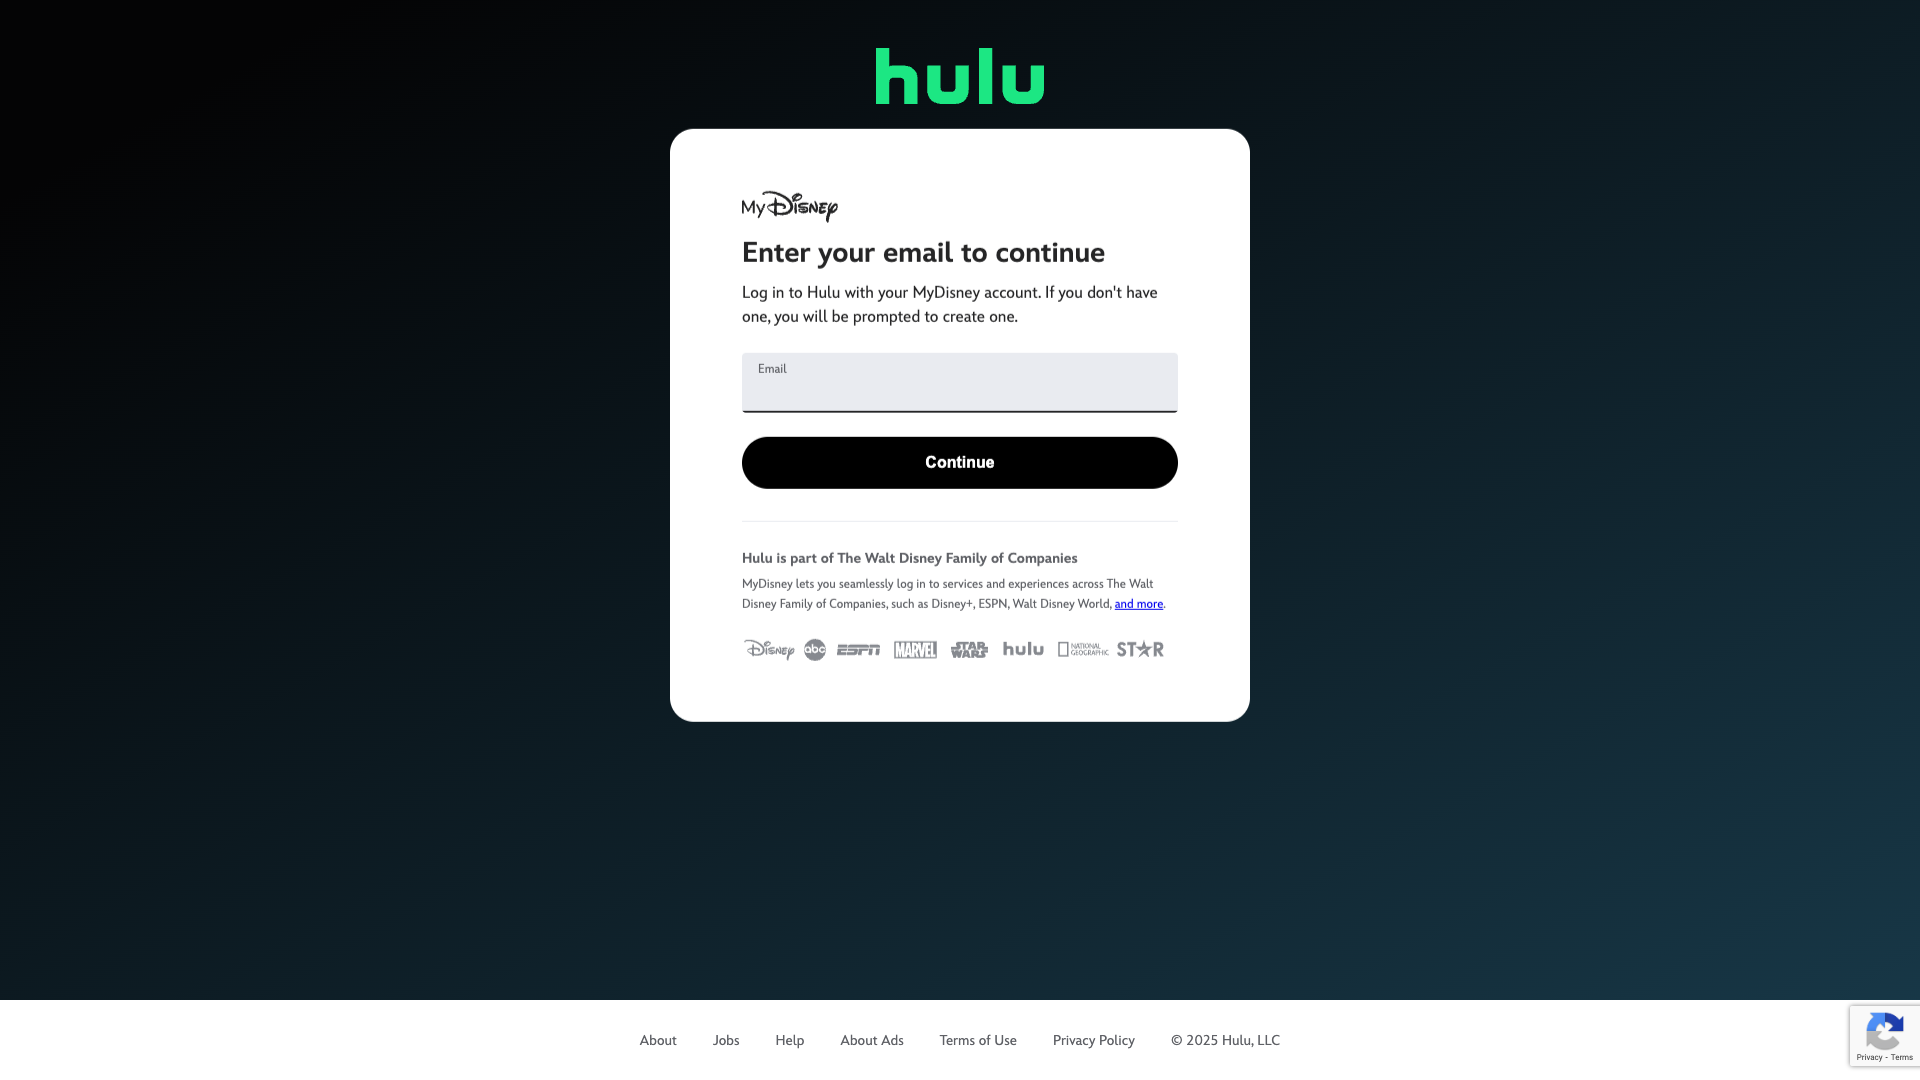 hulu
My Disney
Enter your email to continue
Log in to Hulu with your MyDisney account. If you don't have
one, you will be prompted to create one.
Email
Continue
Hulu is part of The Walt Disney Family of Companies
MyDisney lets you seamlessly log in to services and experiences across The Walt
Disney Family of Companies, such as Disney+, ESPN, Walt Disney World, and more.
Disney abc ESPN MARVEL STAR WARS hulu NATIONAL GEOGRAPHIC STAR
About Jobs Help About Ads Terms of Use Privacy Policy © 2025 Hulu, LLC
Privacy - Terms